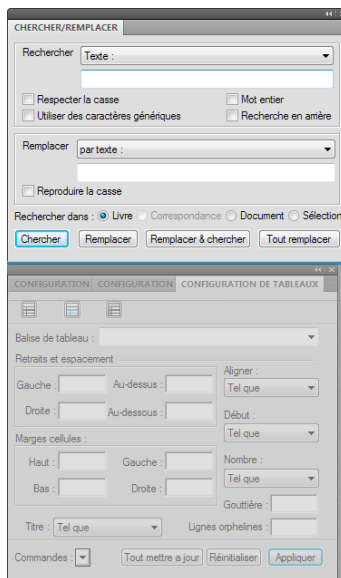 CHERCHER/REMPLACER
Rechercher Texte :
Respecter la casse Mot entier
Utiliser des caractères génériques Recherche en arrière
Remplacer par texte :
Reproduire la casse
Rechercher dans : Livre Correspondance Document Sélection
Chercher Remplacer Remplacer & chercher Tout remplacer
CONFIGURATION CONFIGURATION CONFIGURATION DE TABLEAUX
Balise de tableau :
Retraits et espacement
Aligner :
Gauche : Au-dessus : Tel que
Droite : Au-dessous : Début :
Tel que
Marges cellules :
Haut : Gauche : Nombre :
Tel que
Bas : Droite :
Gouttière :
Titre : Tel que Lignes orphelines :
Commandes : Tout mettre a jour Réinitialiser Appliquer